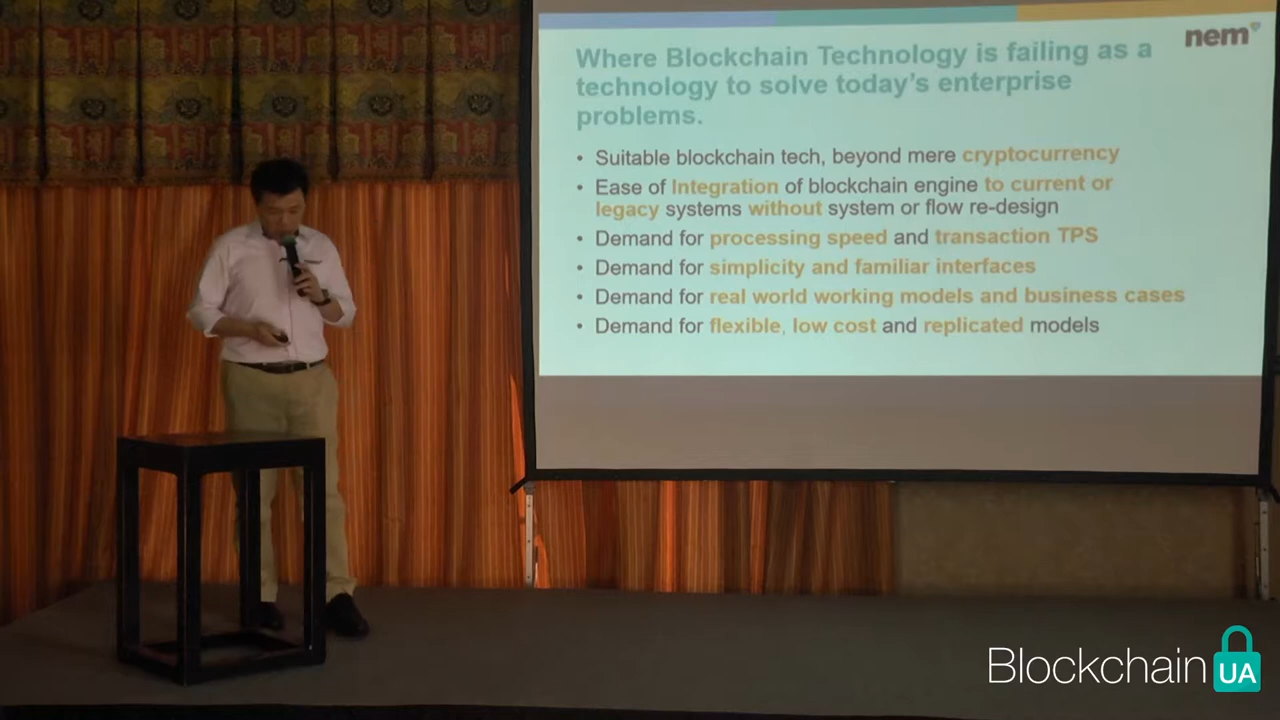 nem
Where Blockchain Technology is failing as a
technology to solve today's enterprise
problems.
• Suitable blockchain tech, beyond mere cryptocurrency
• Ease of Integration of blockchain engine to current or
legacy systems without system or flow re-design
• Demand for processing speed and transaction TPS
• Demand for simplicity and familiar interfaces
• Demand for real world working models and business cases
• Demand for flexible, low cost and replicated models
Blockchain UA